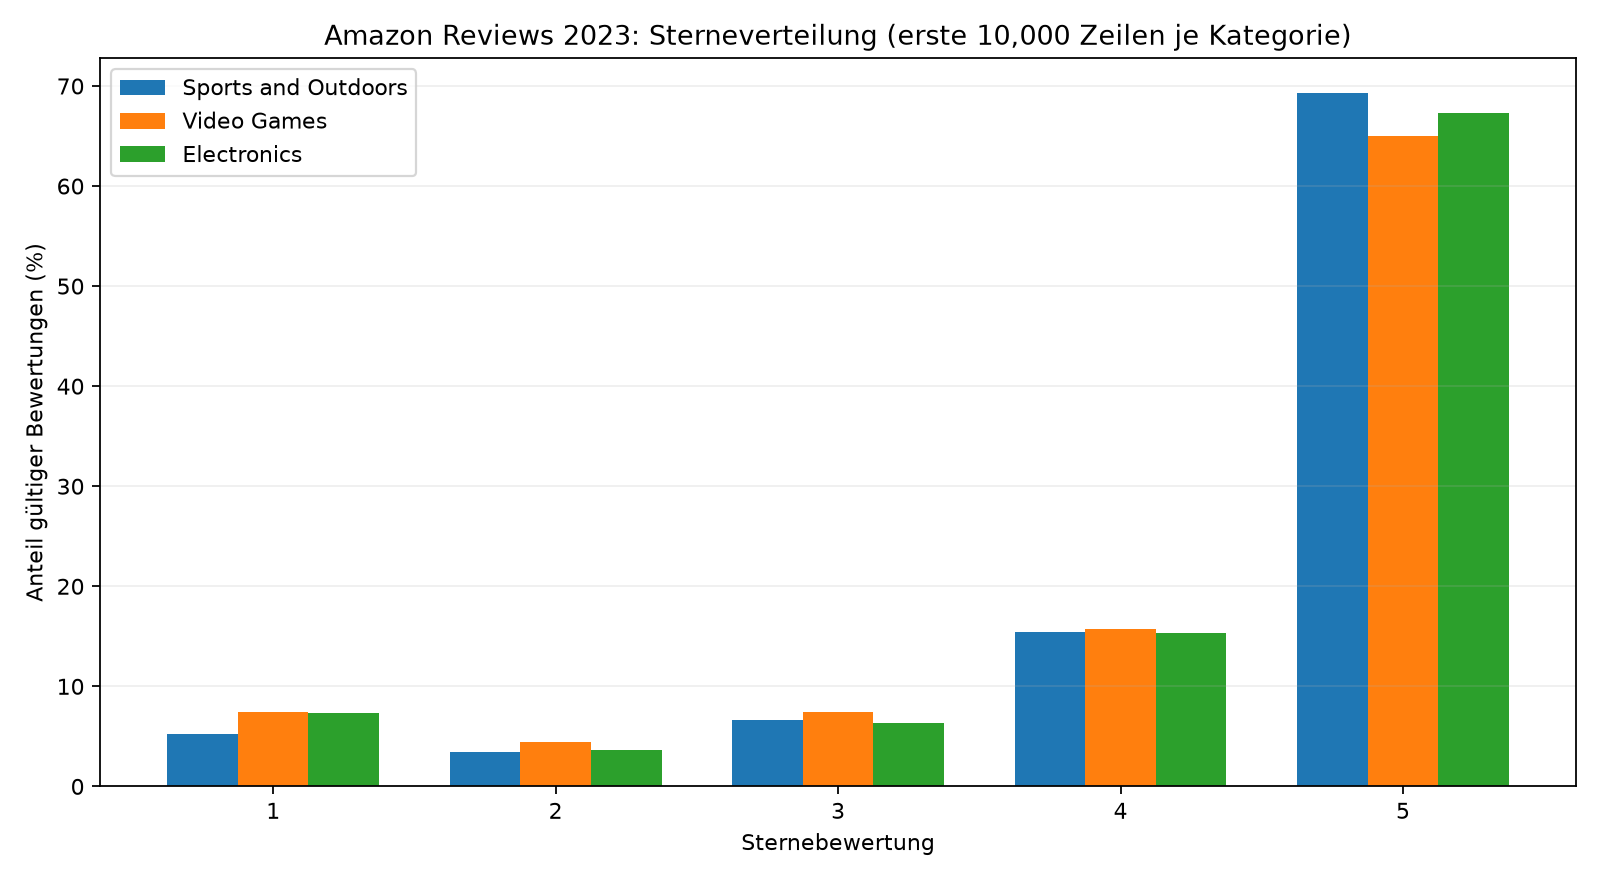 Amazon Reviews 2023: Sterneverteilung (erste 10,000 Zeilen je Kategorie)
Sports and Outdoors
Video Games
Electronics
Anteil gültiger Bewertungen (%)
70
60
50
40
30
20
10
0
1 2 3 4 5
Sternebewertung